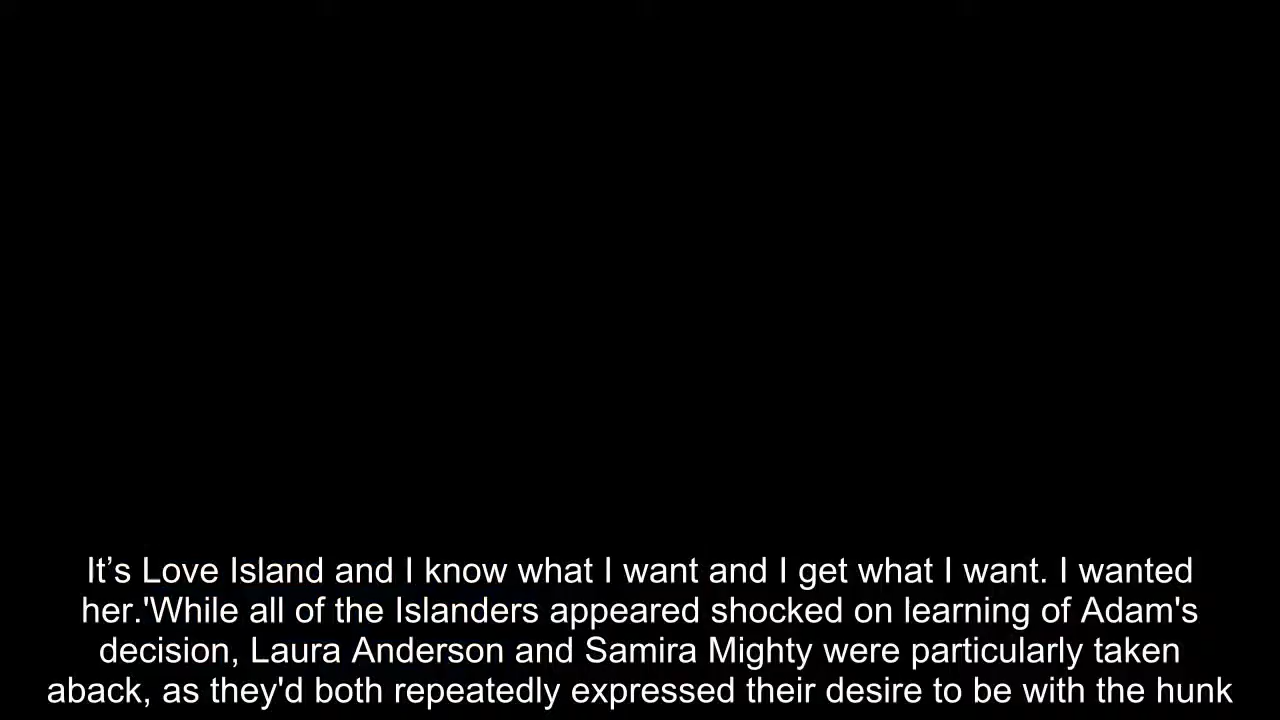 It’s Love Island and I know what I want and I get what I want. I wanted
her.'While all of the Islanders appeared shocked on learning of Adam's
decision, Laura Anderson and Samira Mighty were particularly taken
aback, as they'd both repeatedly expressed their desire to be with the hunk